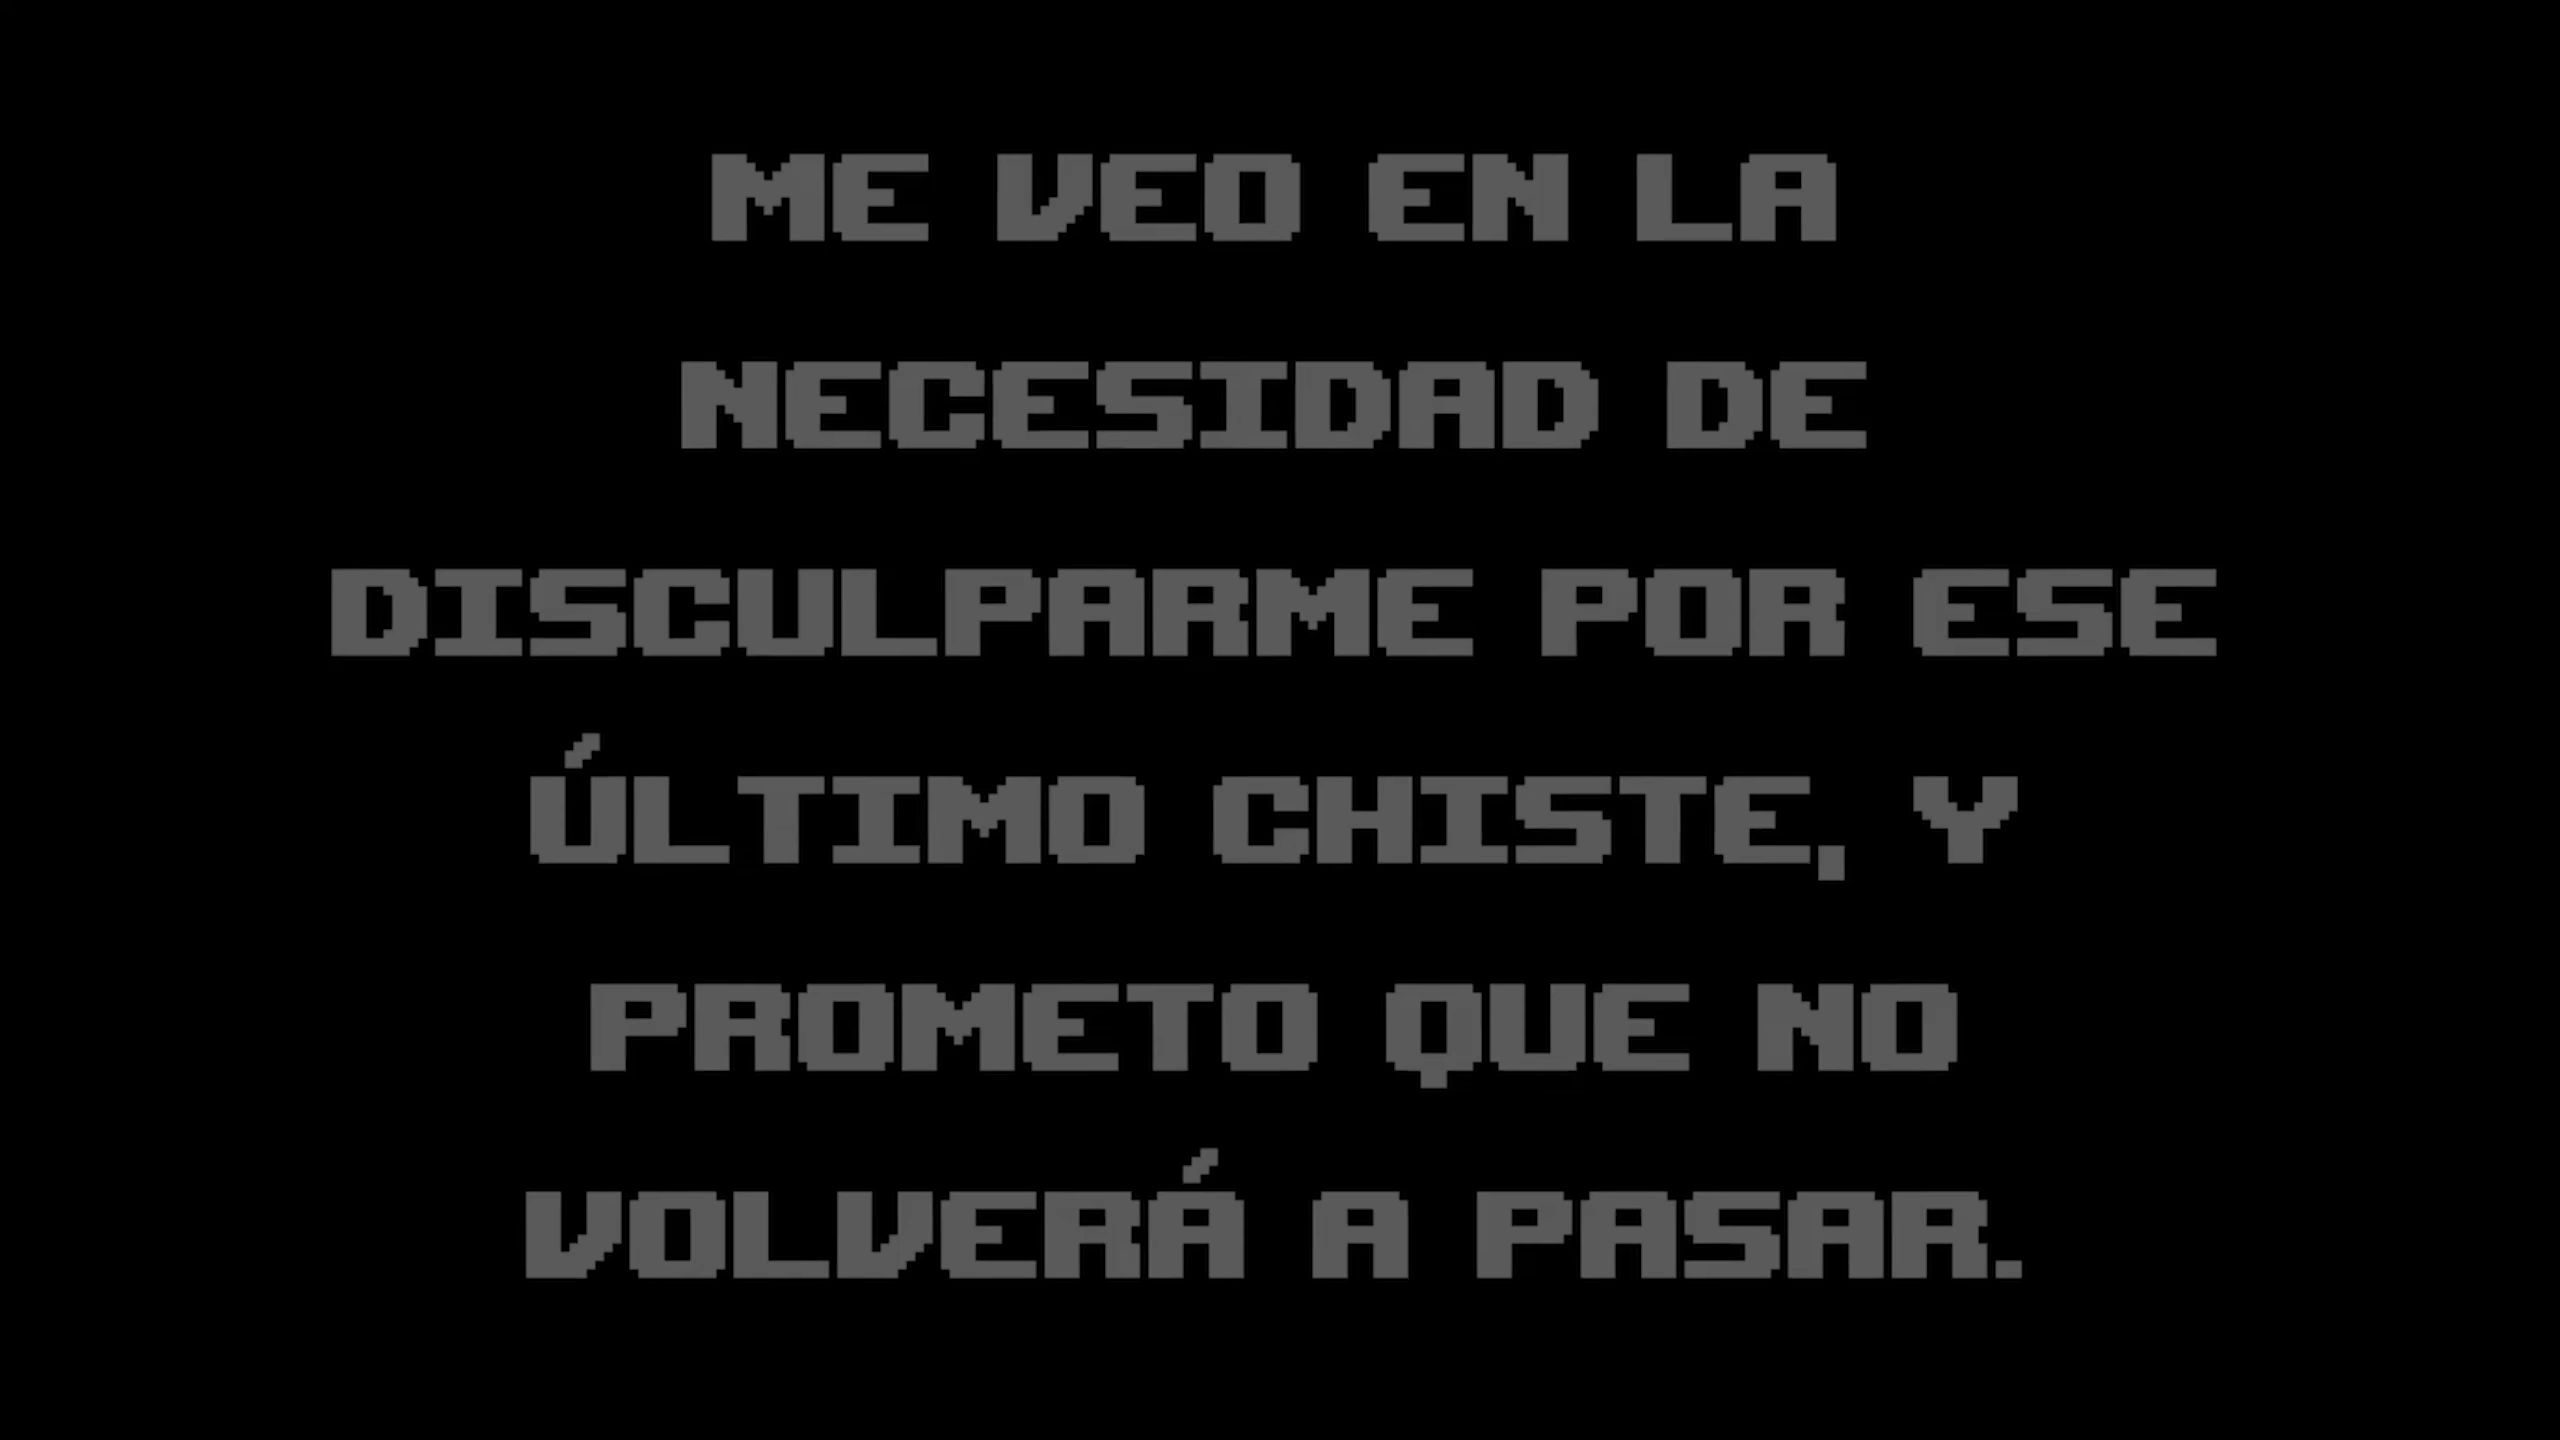 ME VEO EN LA
NECESIDAD DE
DISCULPARME POR ESE
ÚLTIMO CHISTE, Y
PROMETO QUE NO
VOLVERÁ A PASAR.